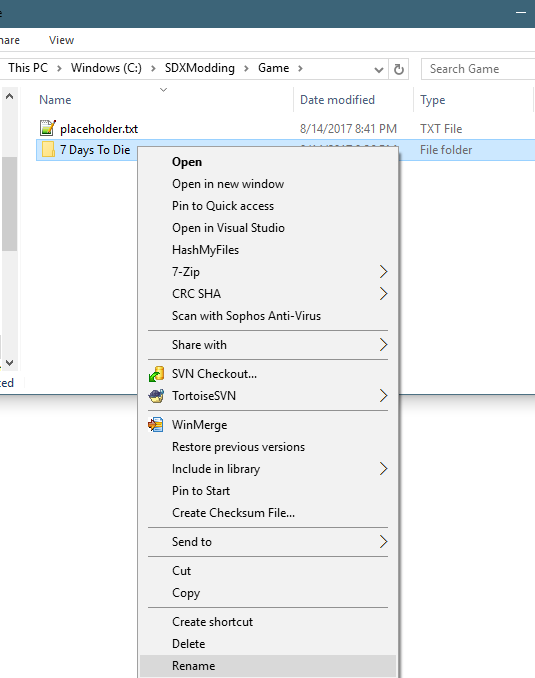 e
hare View
This PC Windows (C:) SDXModding Game Search Game
Name Date modified Type
placeholder.txt 8/14/2017 8:41 PM TXT File
7 Days To Die File folder
Open
Open in new window
Pin to Quick access
Open in Visual Studio
HashMyFiles
7-Zip
CRC SHA
Scan with Sophos Anti-Virus
Share with
SVN Checkout...
TortoiseSVN
ted
WinMerge
Restore previous versions
Include in library
Pin to Start
Create Checksum File...
Send to
Cut
Copy
Create shortcut
Delete
Rename